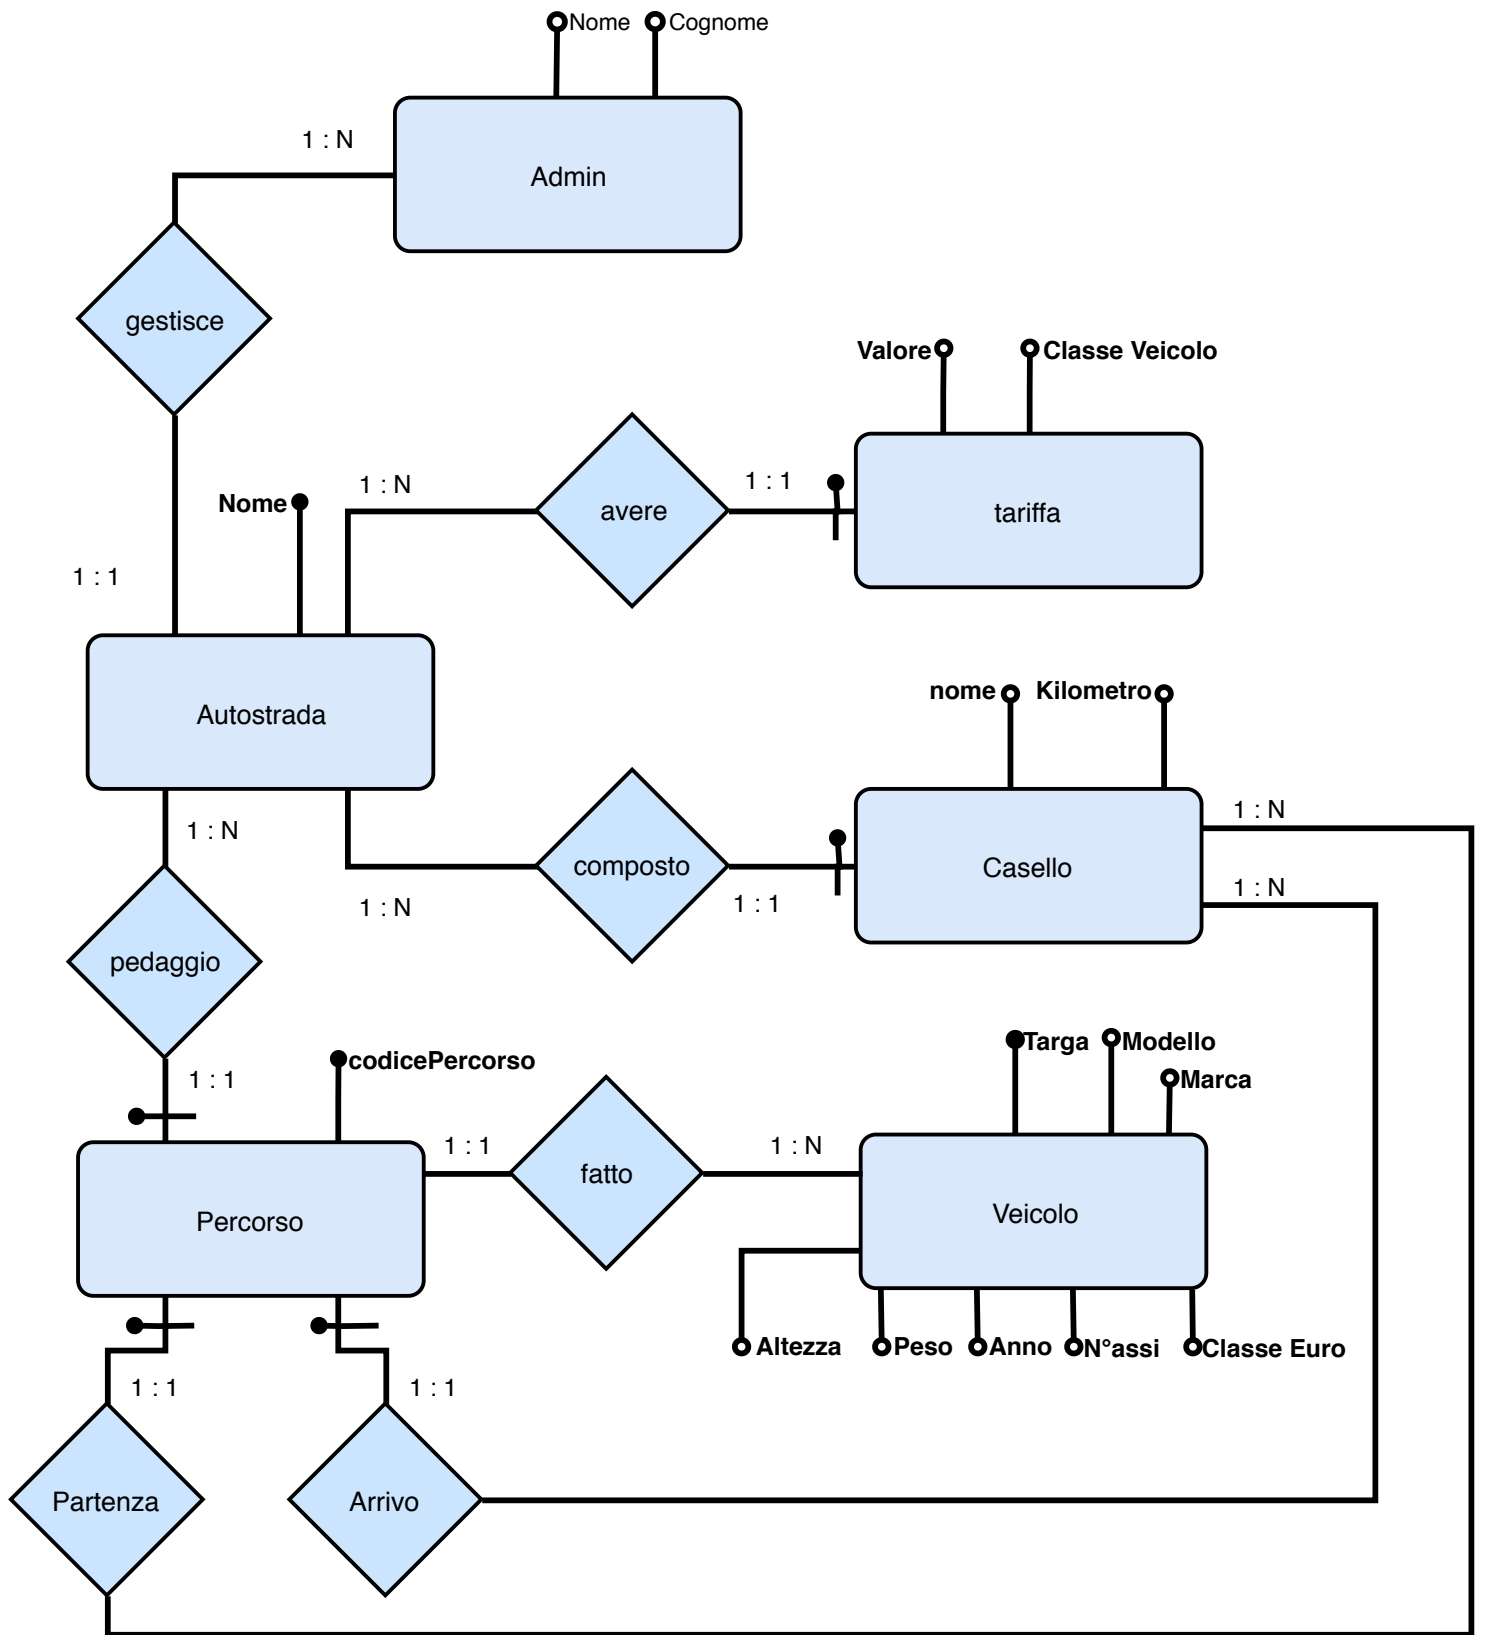 Nome
Cognome
1 : N
Admin
gestisce
Valore
Classe Veicolo
1 : N
1 : 1
Nome
avere
tariffa
1 : 1
nome
Kilometro
Autostrada
1 : N
1 : N
composto
Casello
1 : N
1 : N
1 : 1
pedaggio
Targa
Modello
codicePercorso
1 : 1
Marca
1 : 1
1 : N
fatto
Percorso
Veicolo
Altezza
Peso
Anno
N°assi
Classe Euro
1 : 1
1 : 1
Partenza
Arrivo